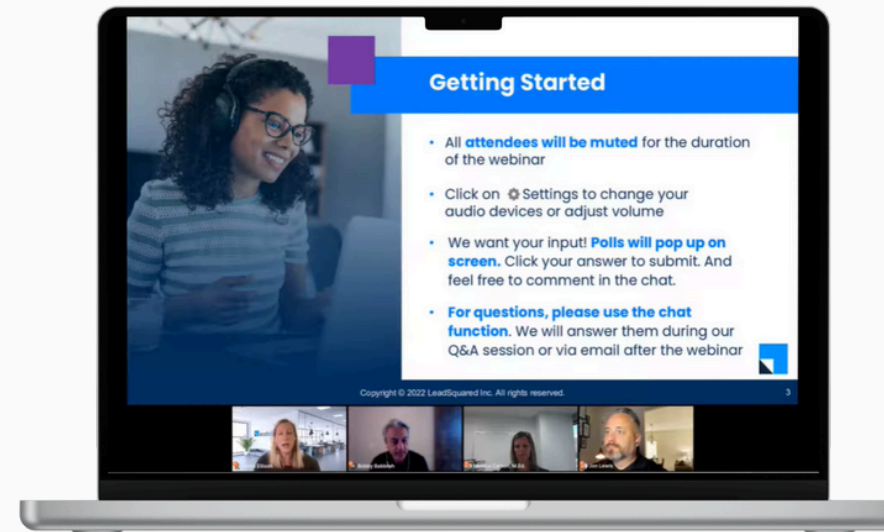 Getting Started
• All attendees will be muted for the duration
of the webinar
• Click on Settings to change your
audio devices or adjust volume
• We want your input! Polls will pop up on
screen. Click your answer to submit. And
feel free to comment in the chat.
• For questions, please use the chat
function. We will answer them during our
Q&A session or via email after the webinar
Copyright © 2022 LeadSquared Inc. All rights reserved.
3
Jon Lewis